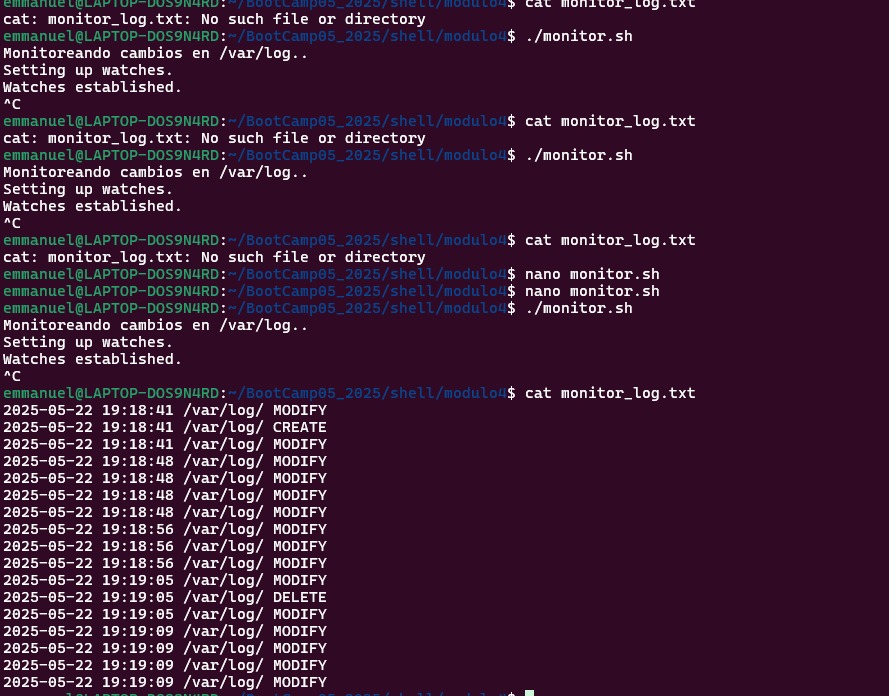 emmanuel@LAPTOP-DOS9N4RD:~/BootCamp05_2025/shell/modulo4$ cat monitor_log.txt
cat: monitor_log.txt: No such file or directory
emmanuel@LAPTOP-DOS9N4RD:~/BootCamp05_2025/shell/modulo4$ ./monitor.sh
Monitoreando cambios en /var/log..
Setting up watches.
Watches established.
^C
emmanuel@LAPTOP-DOS9N4RD:~/BootCamp05_2025/shell/modulo4$ cat monitor_log.txt
cat: monitor_log.txt: No such file or directory
emmanuel@LAPTOP-DOS9N4RD:~/BootCamp05_2025/shell/modulo4$ ./monitor.sh
Monitoreando cambios en /var/log..
Setting up watches.
Watches established.
^C
emmanuel@LAPTOP-DOS9N4RD:~/BootCamp05_2025/shell/modulo4$ cat monitor_log.txt
cat: monitor_log.txt: No such file or directory
emmanuel@LAPTOP-DOS9N4RD:~/BootCamp05_2025/shell/modulo4$ nano monitor.sh
emmanuel@LAPTOP-DOS9N4RD:~/BootCamp05_2025/shell/modulo4$ nano monitor.sh
emmanuel@LAPTOP-DOS9N4RD:~/BootCamp05_2025/shell/modulo4$ ./monitor.sh
Monitoreando cambios en /var/log..
Setting up watches.
Watches established.
^C
emmanuel@LAPTOP-DOS9N4RD:~/BootCamp05_2025/shell/modulo4$ cat monitor_log.txt
2025-05-22 19:18:41 /var/log/ MODIFY
2025-05-22 19:18:41 /var/log/ CREATE
2025-05-22 19:18:41 /var/log/ MODIFY
2025-05-22 19:18:48 /var/log/ MODIFY
2025-05-22 19:18:48 /var/log/ MODIFY
2025-05-22 19:18:48 /var/log/ MODIFY
2025-05-22 19:18:48 /var/log/ MODIFY
2025-05-22 19:18:56 /var/log/ MODIFY
2025-05-22 19:18:56 /var/log/ MODIFY
2025-05-22 19:18:56 /var/log/ MODIFY
2025-05-22 19:19:05 /var/log/ MODIFY
2025-05-22 19:19:05 /var/log/ DELETE
2025-05-22 19:19:05 /var/log/ MODIFY
2025-05-22 19:19:09 /var/log/ MODIFY
2025-05-22 19:19:09 /var/log/ MODIFY
2025-05-22 19:19:09 /var/log/ MODIFY
2025-05-22 19:19:09 /var/log/ MODIFY